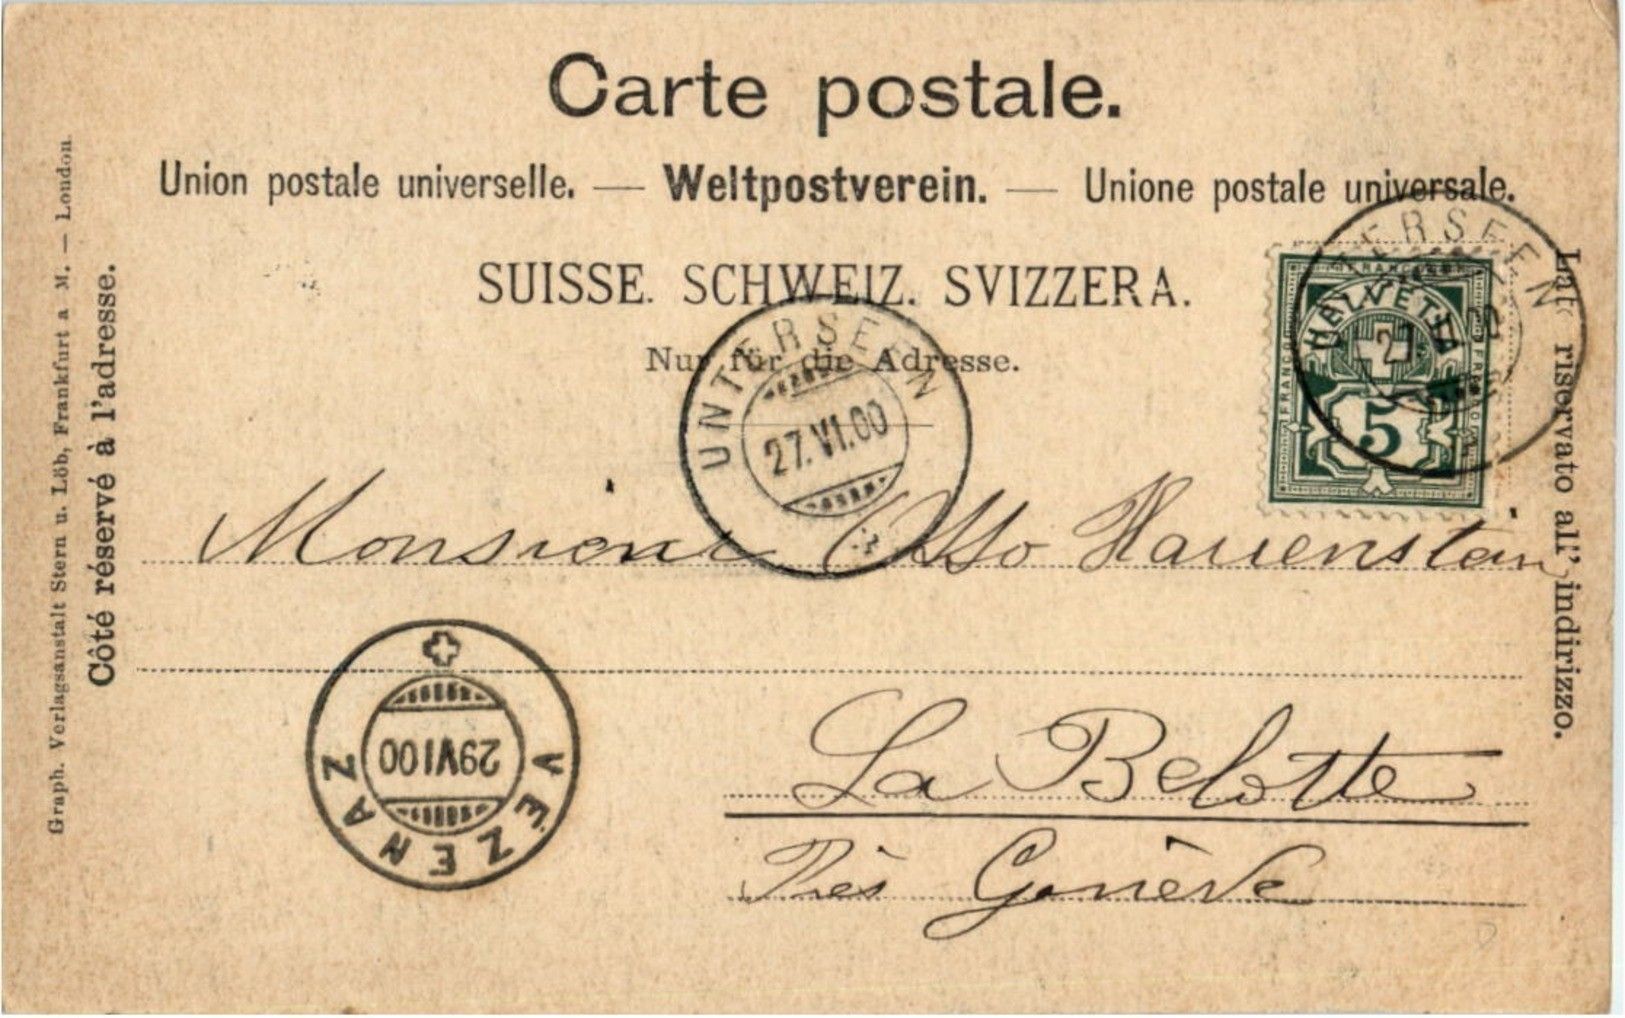 Carte postale.
Union postale universelle. — Weltpostverein. — Unione postale universale.
SUISSE. SCHWEIZ. SVIZZERA.
Nur für die Adresse.
UNTERSEEN
27.VI.00
HELVETIA
FRANCO
5
Monsieur Otto Hauenstein
La Belotte
Près Genève
VÉZENAZ
29VI00
Graph. Verlagsanstalt Stern u. Löb, Frankfurt a M. — London
Côté réservé à l'adresse.
Lato riservato all' indirizzo.